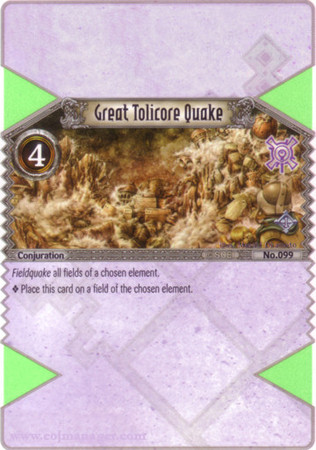 Great Tolicore Quake
4
Conjuration
No.099
Fieldquake all fields of a chosen element.
❖ Place this card on a field of the chosen element.
www.cojmanager.com